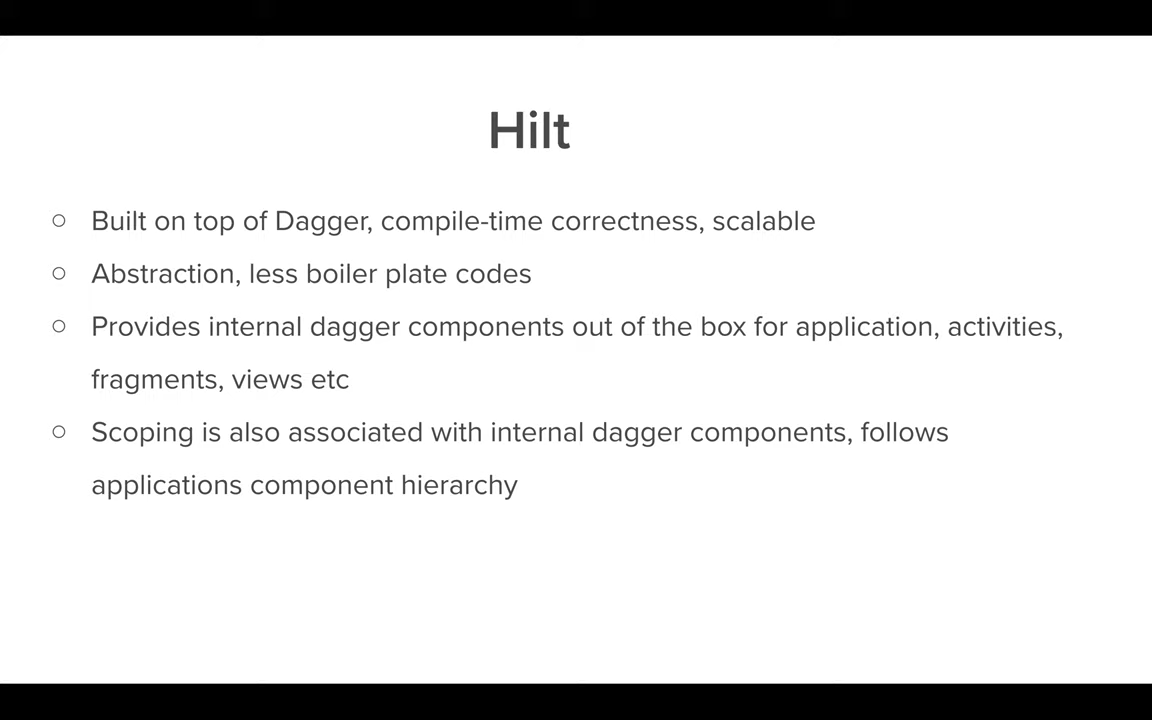 Hilt
○ Built on top of Dagger, compile-time correctness, scalable
○ Abstraction, less boiler plate codes
○ Provides internal dagger components out of the box for application, activities,
fragments, views etc
○ Scoping is also associated with internal dagger components, follows
applications component hierarchy